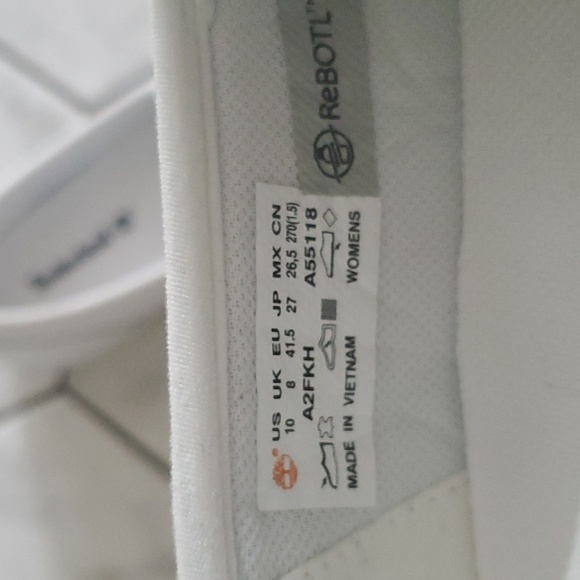 ReBOTL™
US UK EU JP MX CN
10 8 41.5 27 26,5 270(1.5)
A2FKH A55118
MADE IN VIETNAM WOMENS